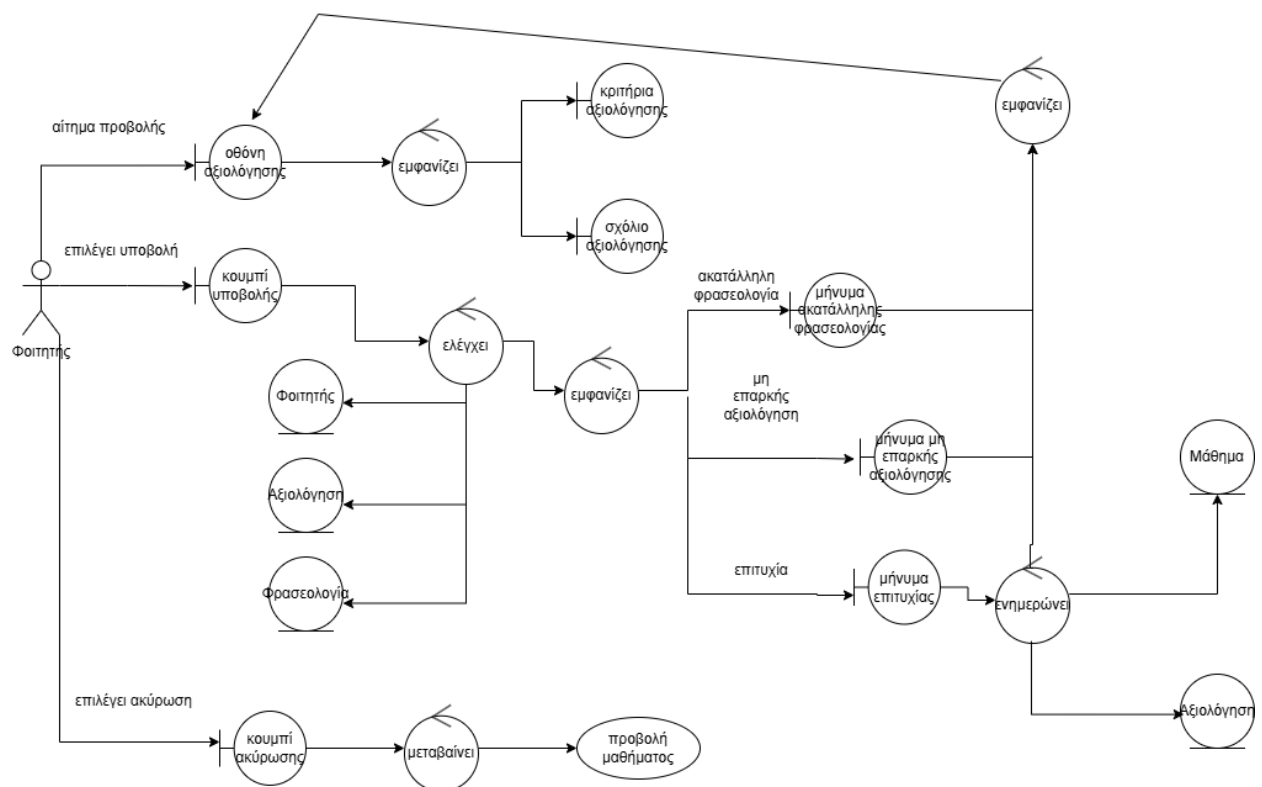 κριτήρια
αξιολόγησης
εμφανίζει
αίτημα προβολής
οθόνη
αξιολόγησης
εμφανίζει
σχόλιο
αξιολόγησης
επιλέγει υποβολή
κουμπί
υποβολής
ακατάλληλη
φρασεολογία
μήνυμα
ακατάλληλης
φρασεολογίας
Φοιτητής
ελέγχει
Φοιτητής
εμφανίζει
μη
επαρκής
αξιολόγηση
μήνυμα μη
επαρκής
αξιολόγησης
Μάθημα
Αξιολόγηση
Φρασεολογία
επιτυχία
μήνυμα
επιτυχίας
ενημερώνει
επιλέγει ακύρωση
Αξιολόγηση
κουμπί
ακύρωσης
μεταβαίνει
προβολή
μαθήματος